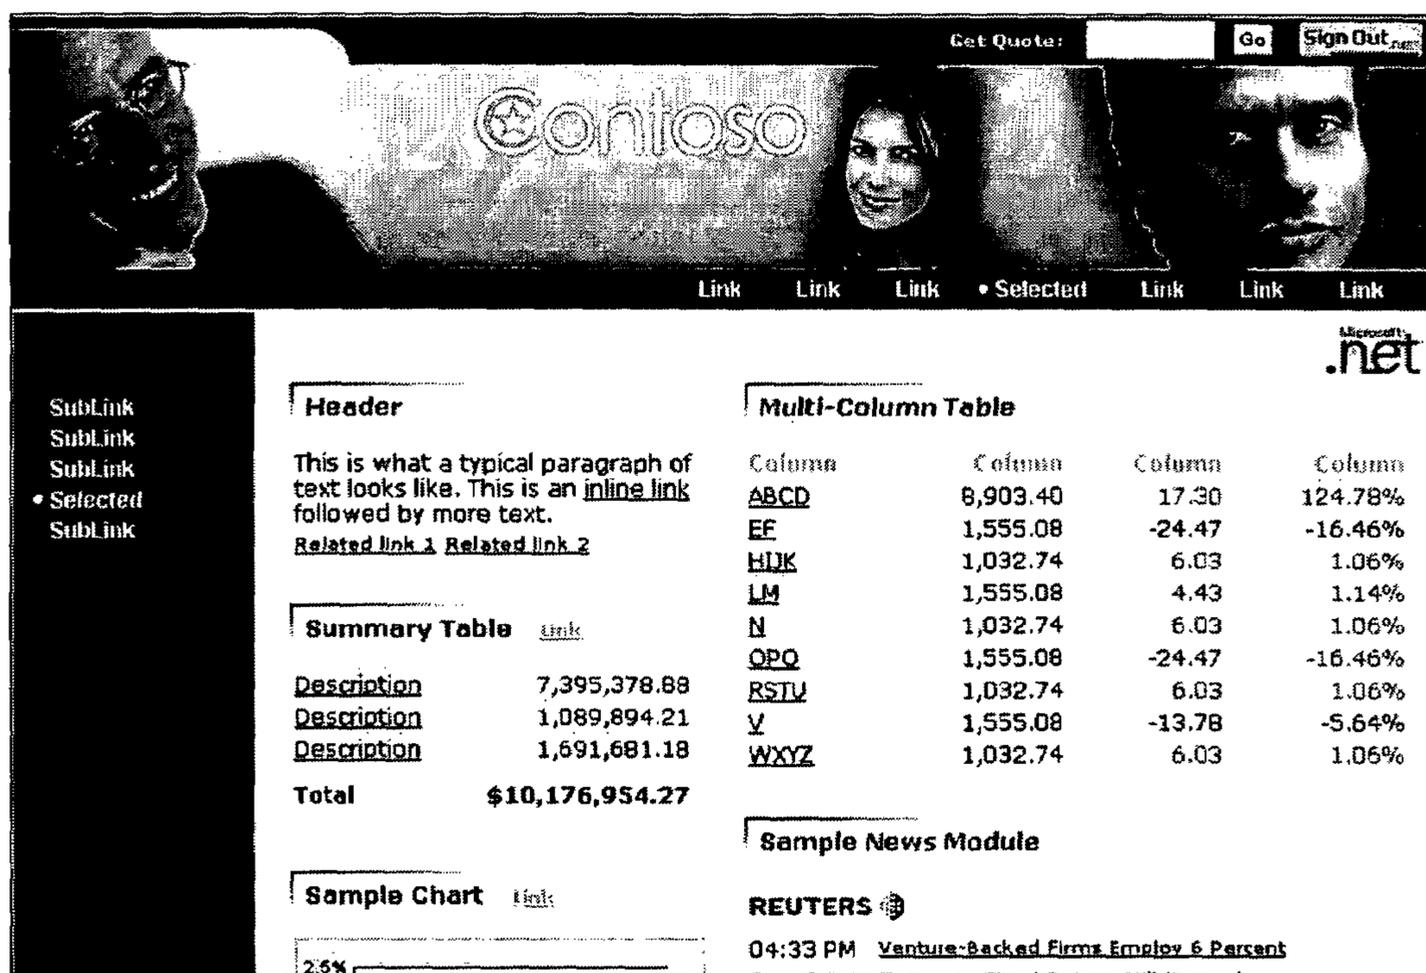 Get Quote: Go Sign Out.net
Contoso
Link Link Link • Selected Link Link Link
Microsoft
.net
SubLink
SubLink
SubLink
• Selected
SubLink
Header
This is what a typical paragraph of
text looks like. This is an inline link
followed by more text.
Related link 1 Related link 2
Summary Table Link
Description 7,395,378.88
Description 1,089,894.21
Description 1,691,681.18
Total $10,176,954.27
Sample Chart Link
2.5%
Multi-Column Table
Column Column Column Column
ABCD 8,903.40 17.30 124.78%
EF 1,555.08 -24.47 -16.46%
HIJK 1,032.74 6.03 1.06%
LM 1,555.08 4.43 1.14%
N 1,032.74 6.03 1.06%
OPQ 1,555.08 -24.47 -16.46%
RSTU 1,032.74 6.03 1.06%
V 1,555.08 -13.78 -5.64%
WXYZ 1,032.74 6.03 1.06%
Sample News Module
REUTERS
04:33 PM Venture-Backed Firms Employ 6 Percent